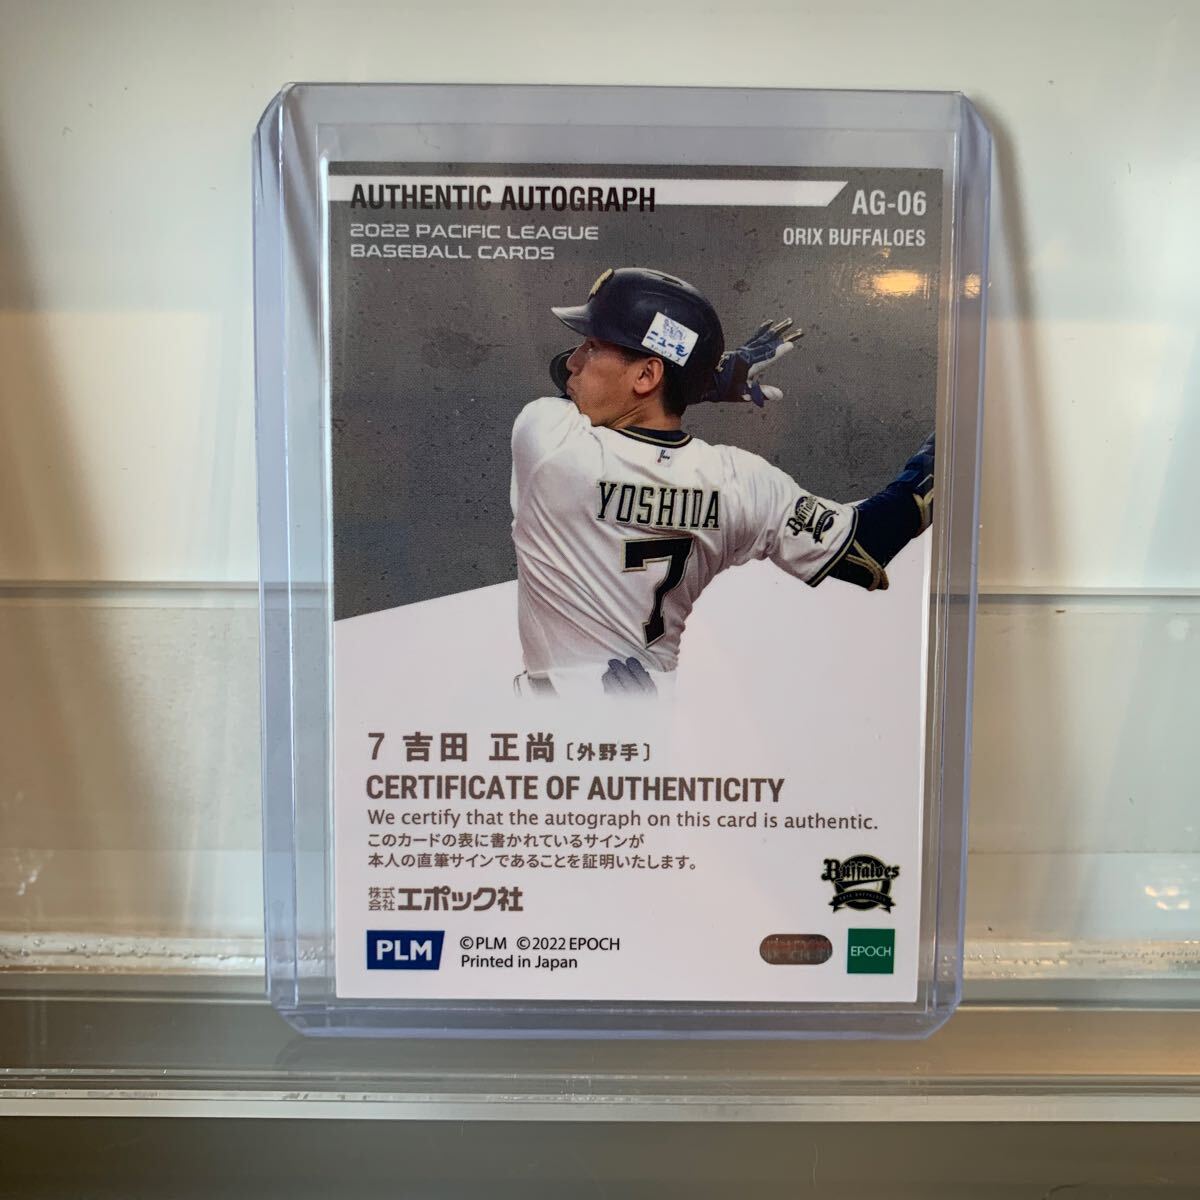 AUTHENTIC AUTOGRAPH
AG-06
2022 PACIFIC LEAGUE
BASEBALL CARDS
ORIX BUFFALOES
ニューモ
YOSHIDA
7
Buffaloes
7 吉田 正尚〔外野手〕
CERTIFICATE OF AUTHENTICITY
We certify that the autograph on this card is authentic.
このカードの表に書かれているサインが
本人の直筆サインであることを証明いたします。
株式会社エポック社
Buffaloes
PLM
©PLM ©2022 EPOCH
Printed in Japan
EPOCH